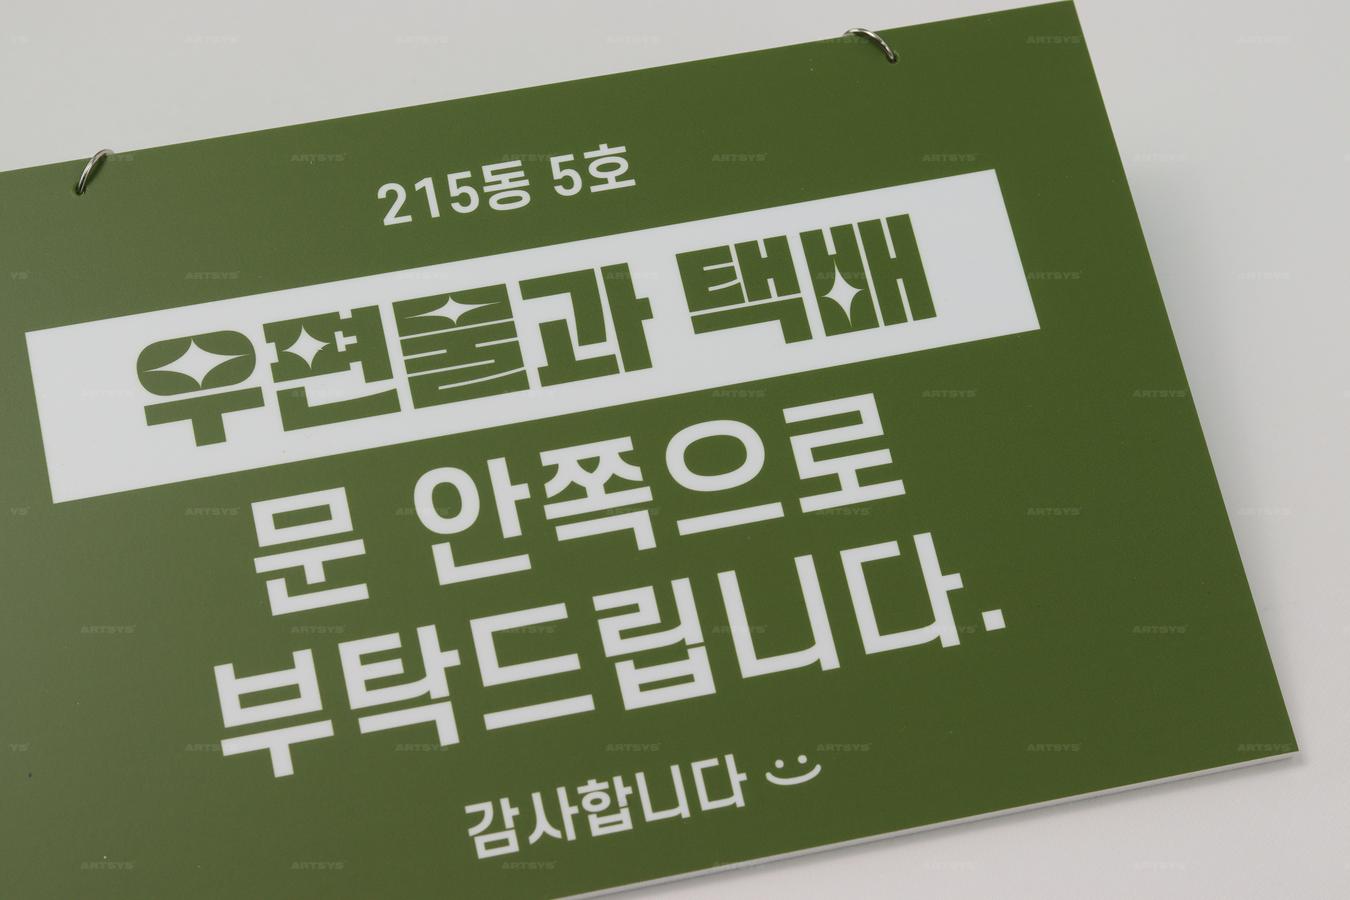 215동 5호
우편물과 택배
문 안쪽으로
부탁드립니다.
감사합니다
ARTSYS